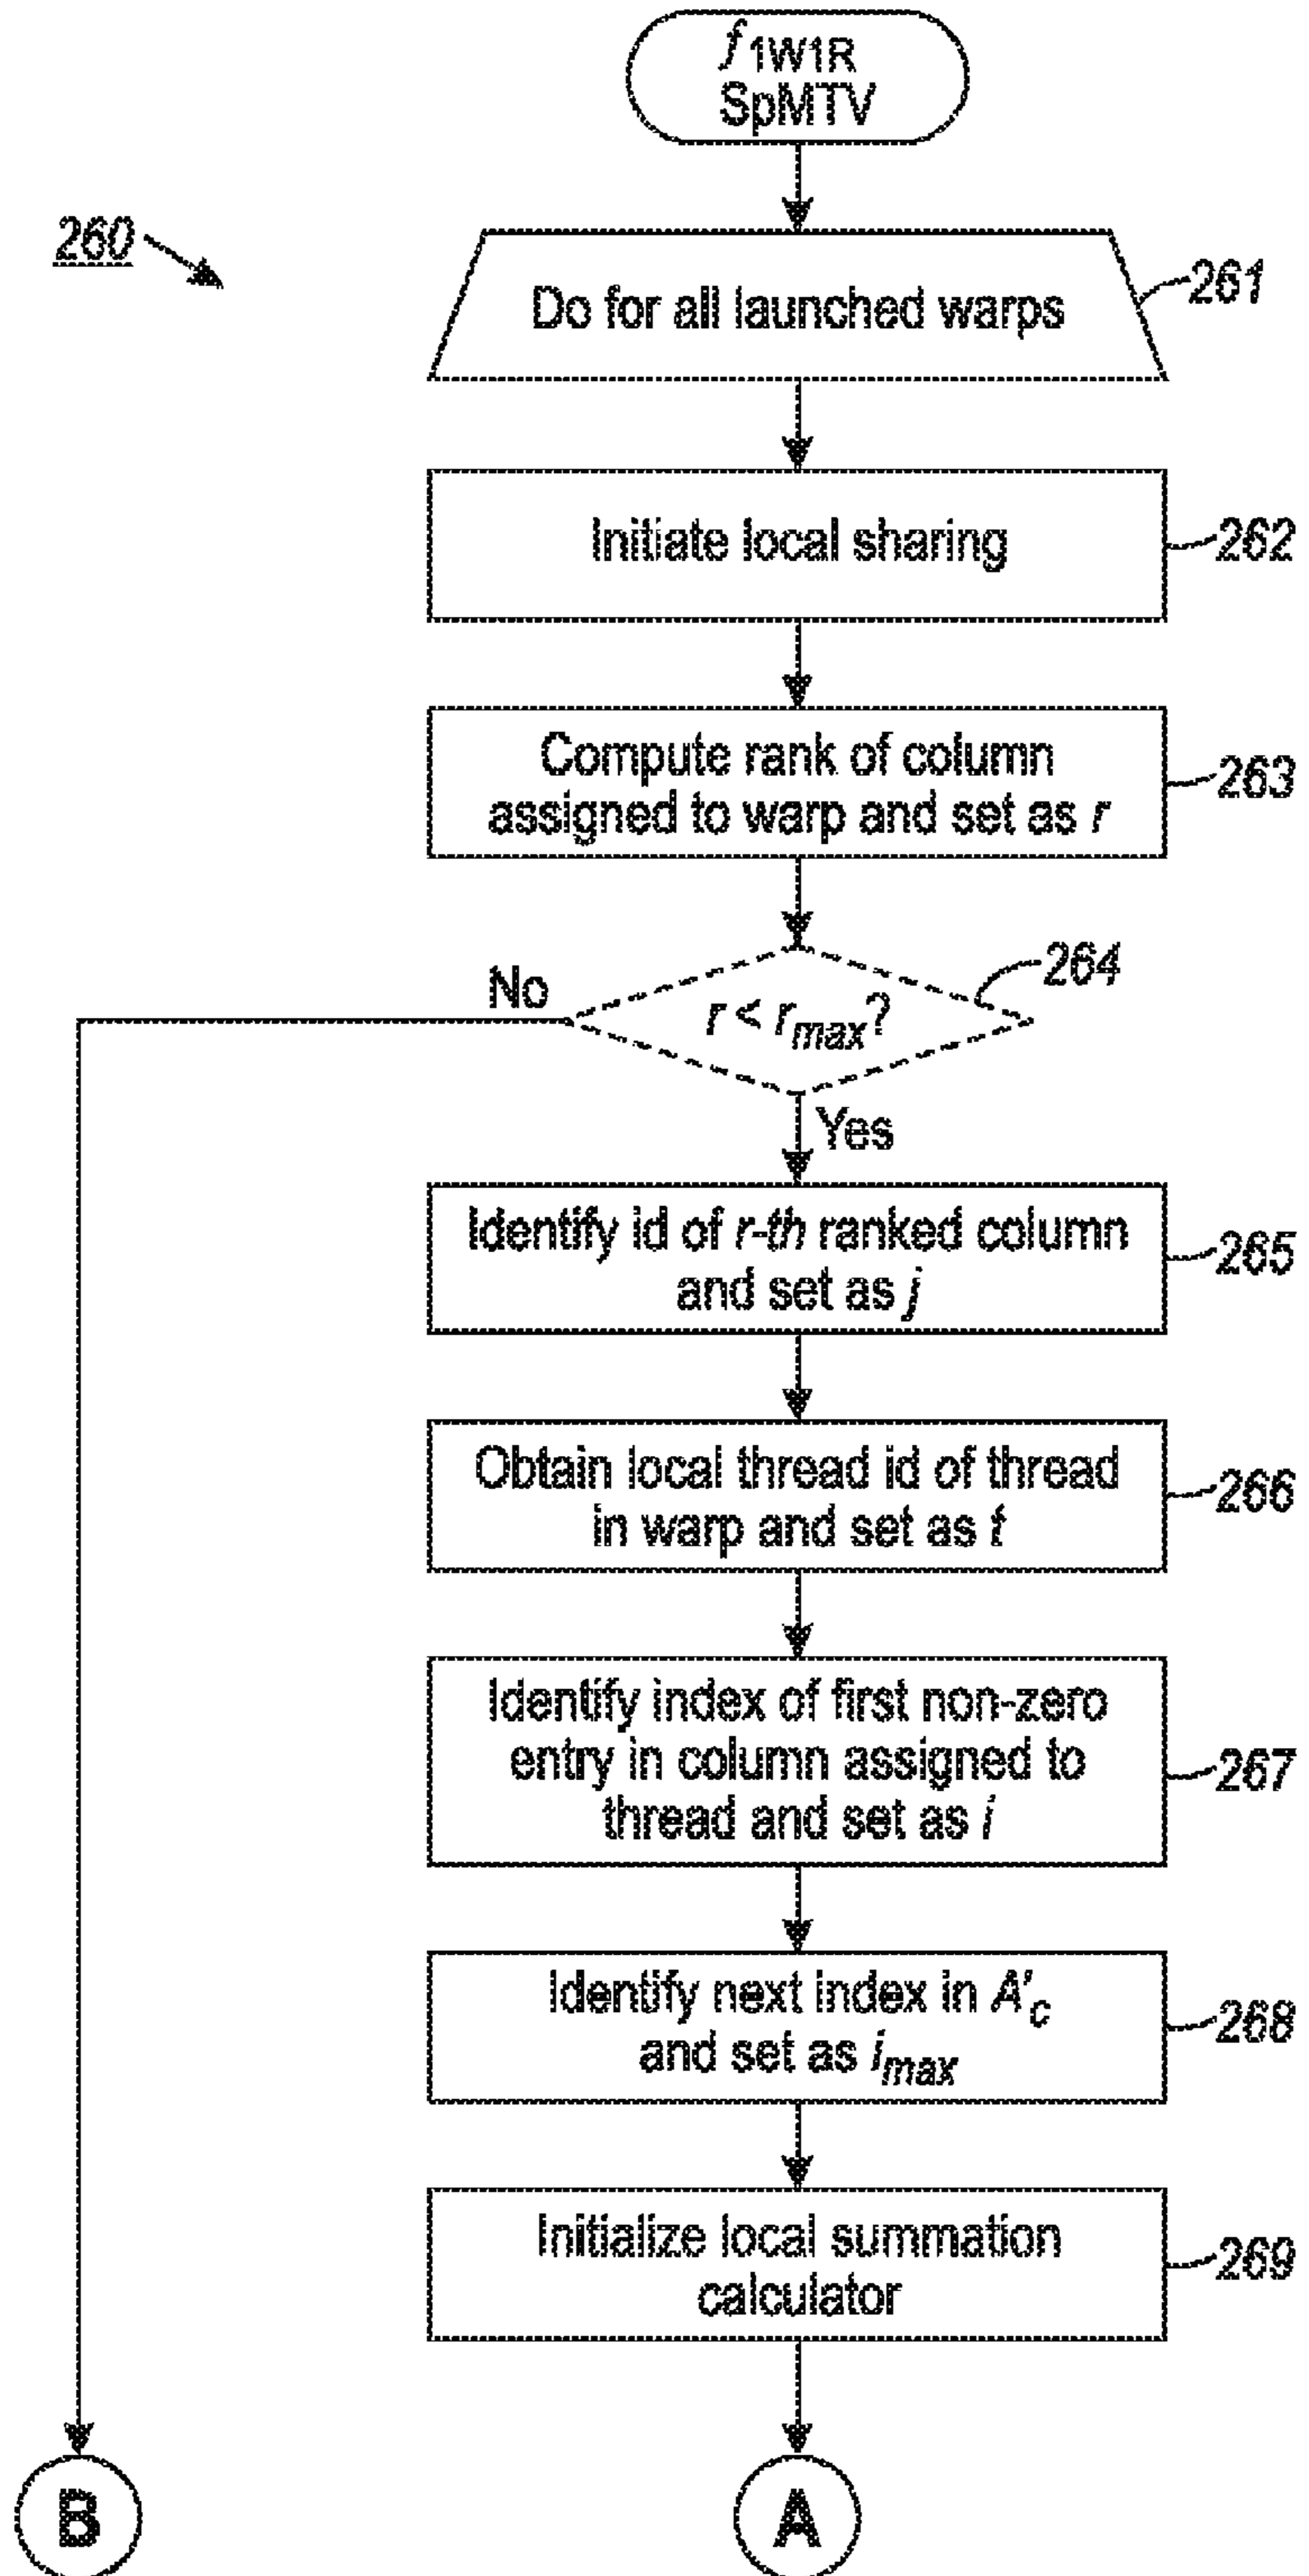 f1W1R
SpMTV
260
Do for all launched warps
261
Initiate local sharing
262
Compute rank of column
assigned to warp and set as r
263
264
No
r < rmax?
Yes
Identify id of r-th ranked column
and set as j
265
Obtain local thread id of thread
in warp and set as t
266
Identify index of first non-zero
entry in column assigned to
thread and set as i
267
Identify next index in A'c
and set as imax
268
Initialize local summation
calculator
269
B
A